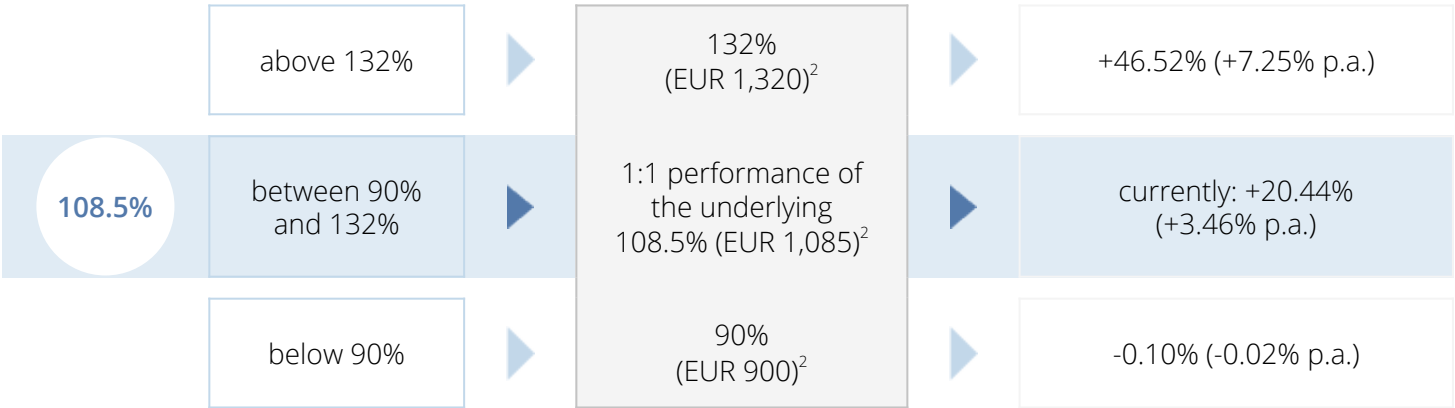 above 132%
132%
(EUR 1,320)²
+46.52% (+7.25% p.a.)
108.5%
between 90%
and 132%
1:1 performance of
the underlying
108.5% (EUR 1,085)²
currently: +20.44%
(+3.46% p.a.)
below 90%
90%
(EUR 900)²
-0.10% (-0.02% p.a.)